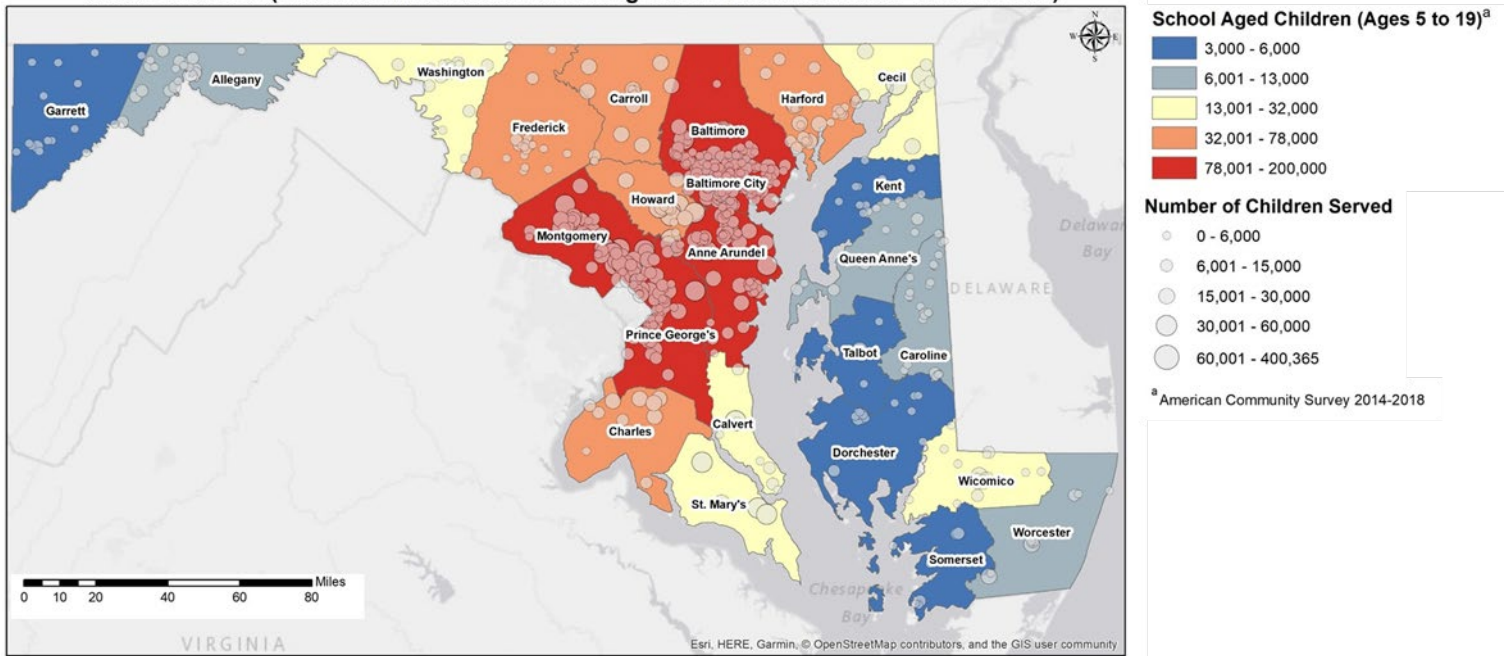 N
W E
S
School Aged Children (Ages 5 to 19)a
3,000 - 6,000
6,001 - 13,000
13,001 - 32,000
32,001 - 78,000
78,001 - 200,000
Number of Children Served
0 - 6,000
6,001 - 15,000
15,001 - 30,000
30,001 - 60,000
60,001 - 400,365
a American Community Survey 2014-2018
Garrett
Allegany
Washington
Frederick
Carroll
Baltimore
Harford
Cecil
Baltimore City
Howard
Kent
Montgomery
Anne Arundel
Queen Anne's
Delawar
Bay
DELAWARE
Prince George's
Talbot
Caroline
Charles
Calvert
Dorchester
St. Mary's
Wicomico
Worcester
Somerset
Chesapeake
Bay
VIRGINIA
Miles
0 10 20 40 60 80
Esri, HERE, Garmin, © OpenStreetMap contributors, and the GIS user community